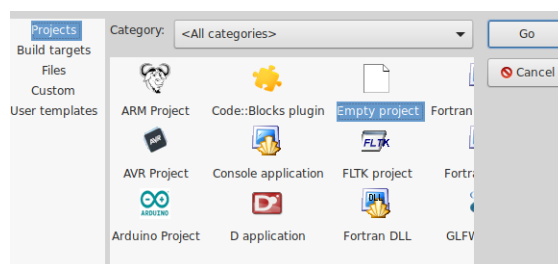 Projects
Build targets
Files
Custom
User templates
Category: <All categories>
Go
Cancel
ARM Project Code::Blocks plugin Empty project Fortran
AVR
FLTK
AVR Project Console application FLTK project
DLL
ARDUINO D
Arduino Project D application Fortran DLL